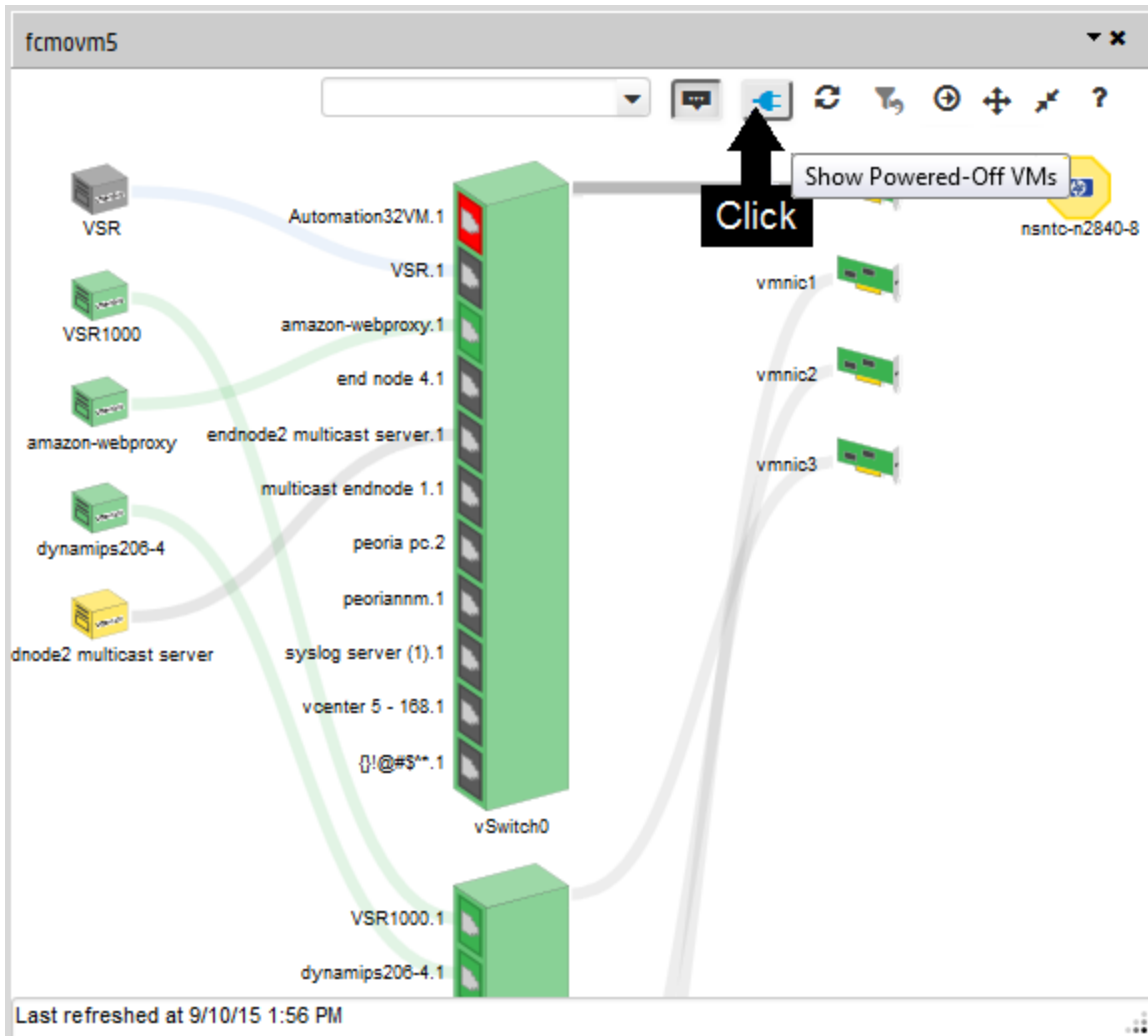 fcmovm5
?
Show Powered-Off VMs
Click
nsntc-n2840-8
VSR
VSR1000
amazon-webproxy
dynamips206-4
dnode2 multicast server
Automation32VM.1
VSR.1
amazon-webproxy.1
end node 4.1
endnode2 multicast server.1
multicast endnode 1.1
peoria pc.2
peoriannm.1
syslog server (1).1
vcenter 5 - 168.1
{}!@#$^*.1
vSwitch0
VSR1000.1
dynamips206-4.1
vmnic1
vmnic2
vmnic3
Last refreshed at 9/10/15 1:56 PM